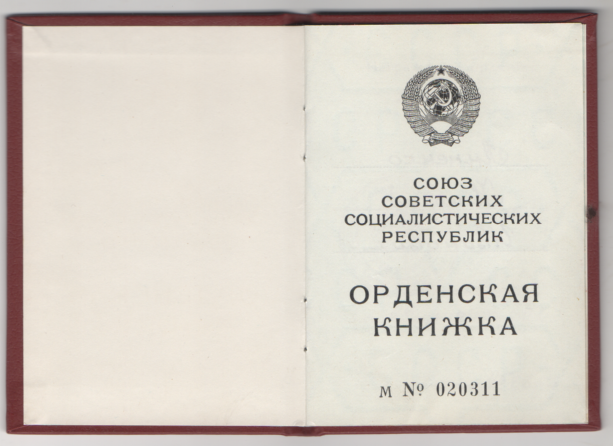 СОЮЗ
СОВЕТСКИХ
СОЦИАЛИСТИЧЕСКИХ
РЕСПУБЛИК
ОРДЕНСКАЯ
КНИЖКА
М № 020311